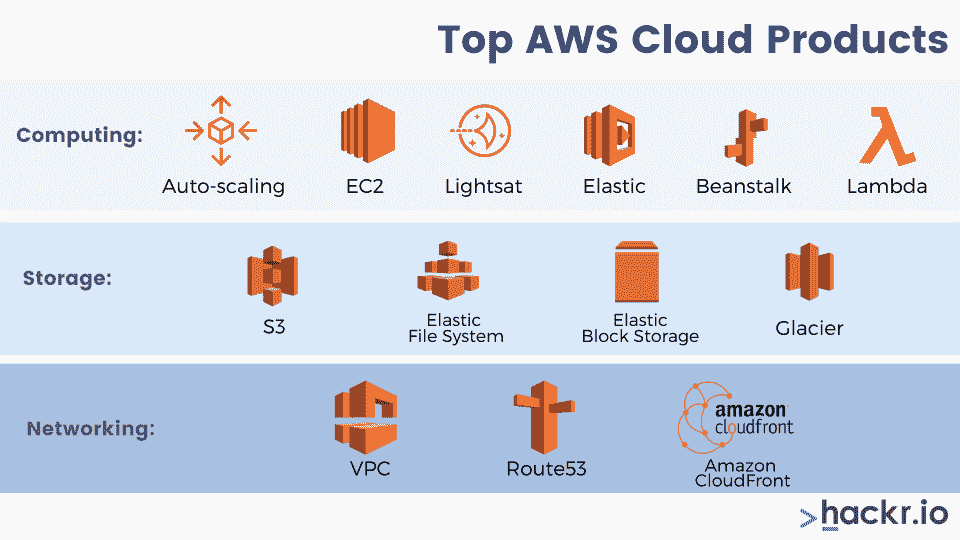 Top AWS Cloud Products
Computing:
Auto-scaling
EC2
Lightsat
Elastic
Beanstalk
Lambda
Storage:
S3
Elastic
File System
Elastic
Block Storage
Glacier
Networking:
VPC
Route53
amazon
cloudfront
Amazon
CloudFront
>hackr.io